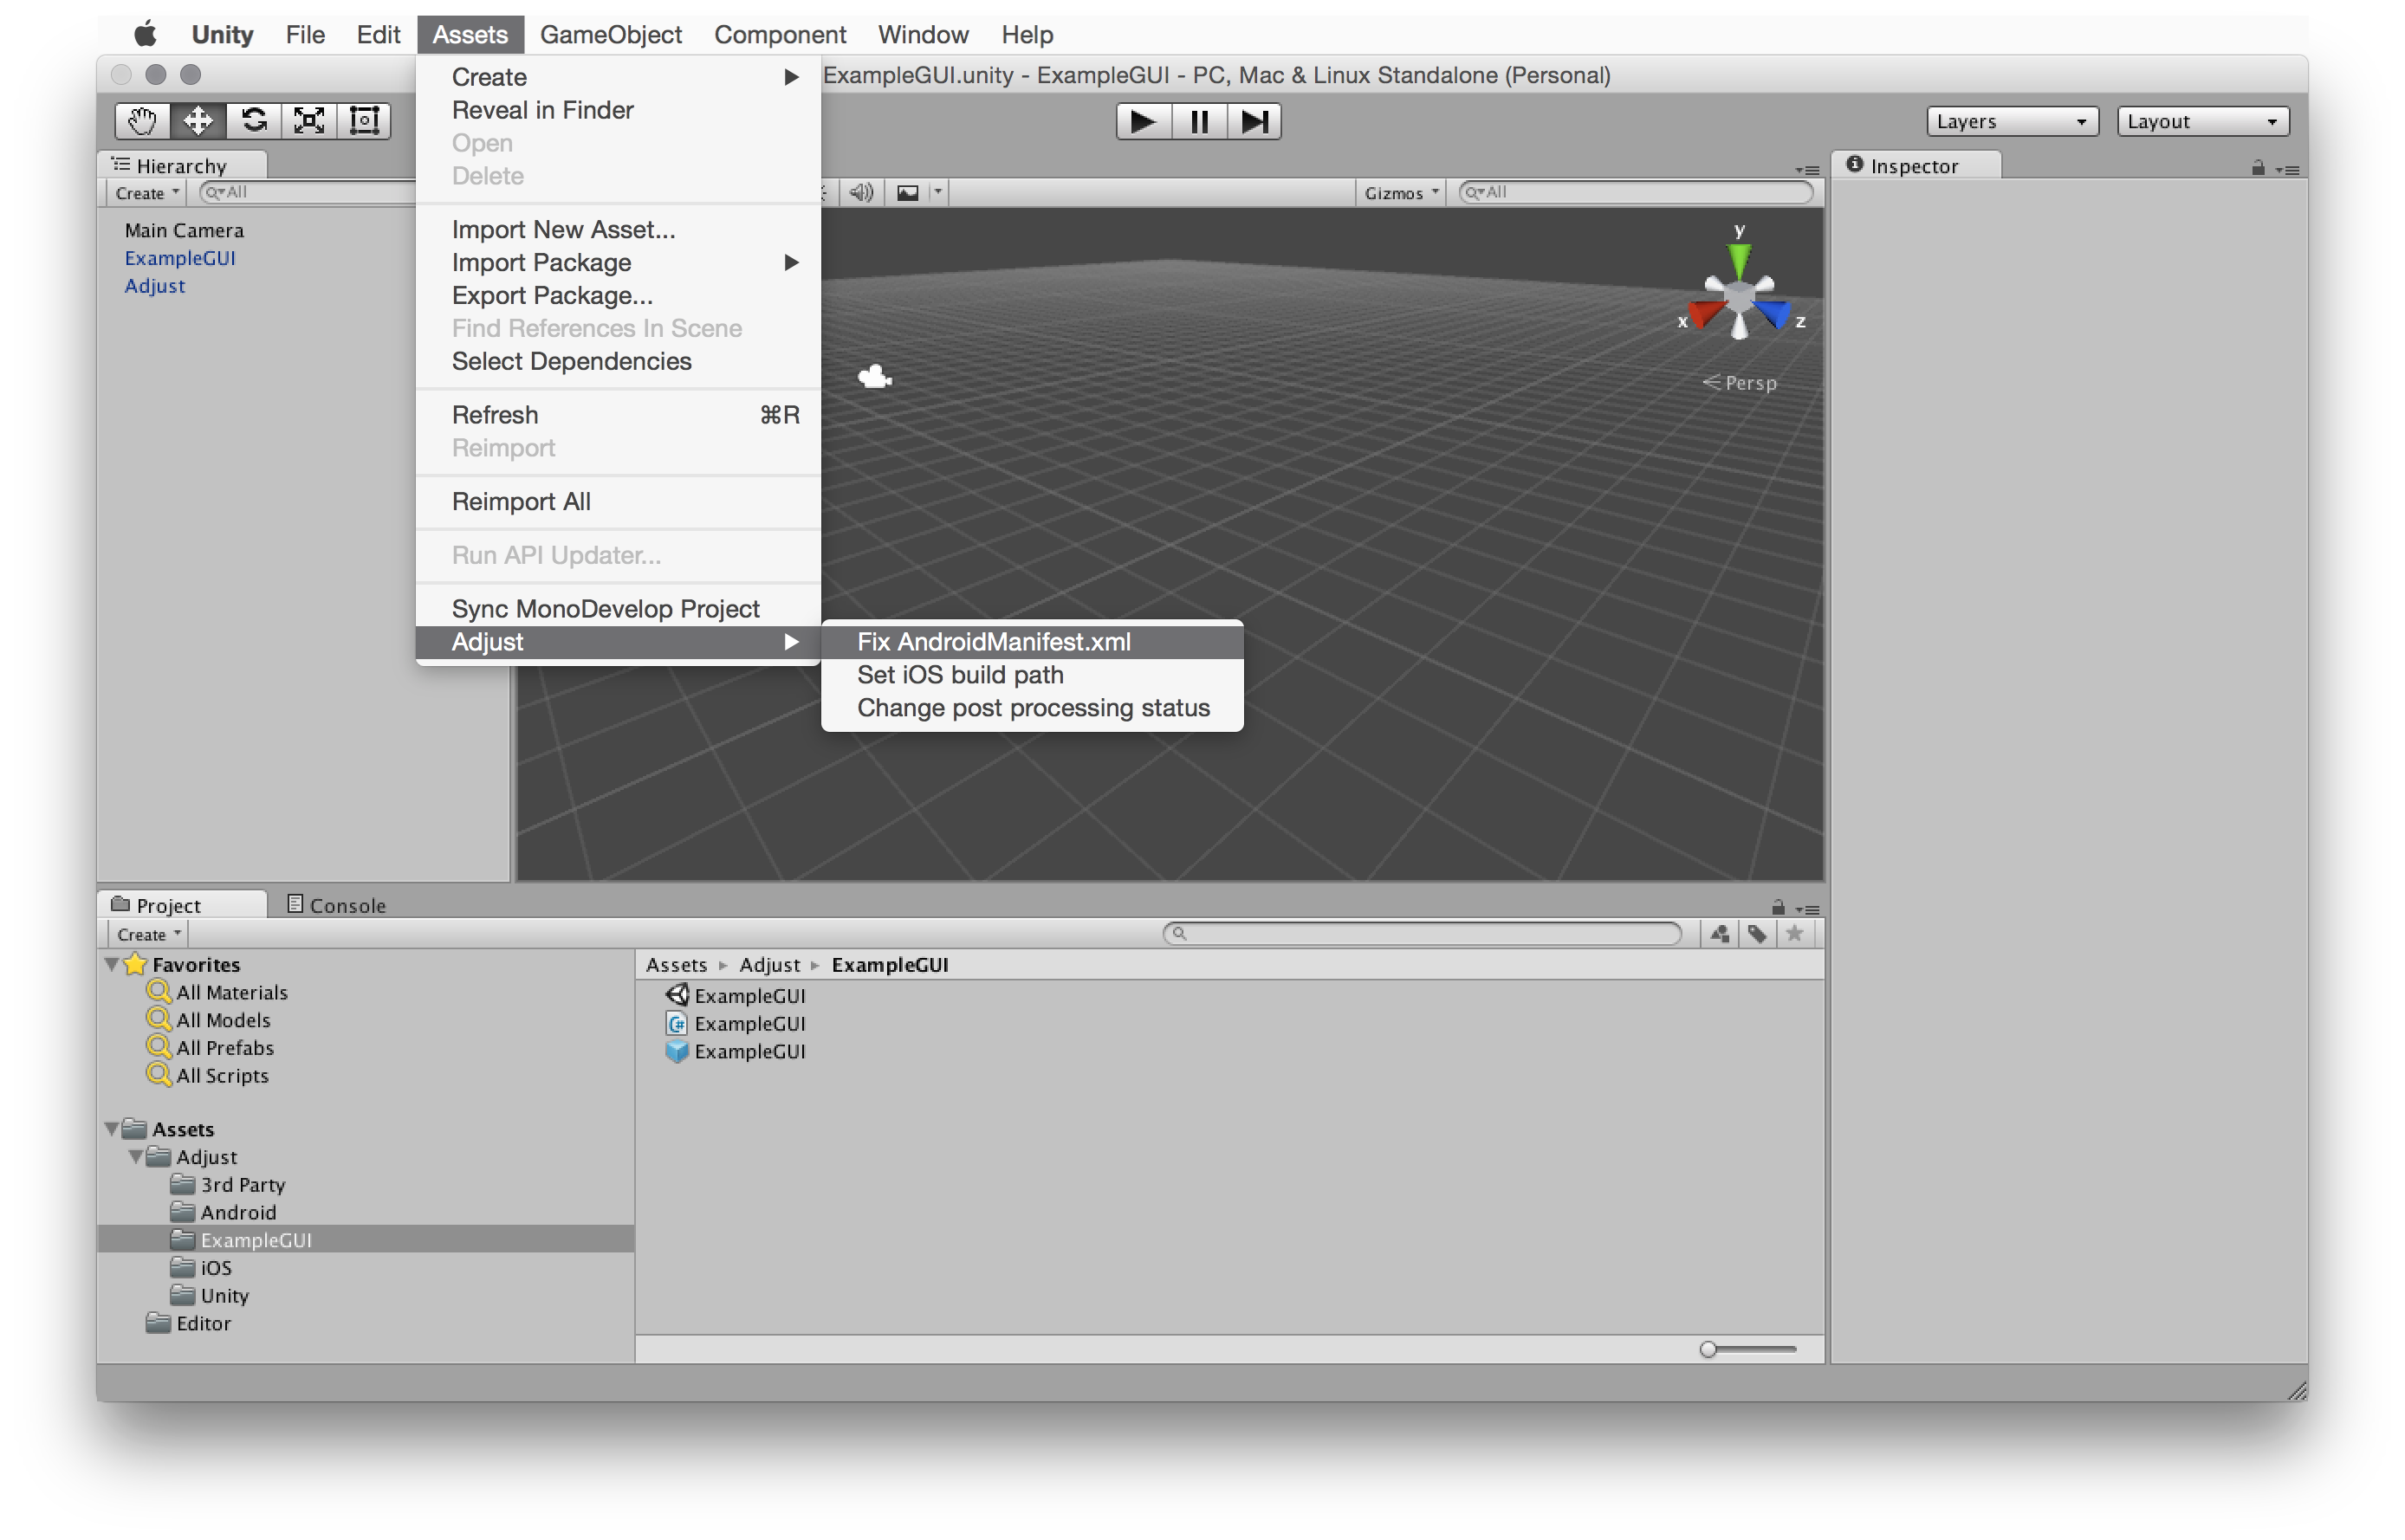 Unity File Edit Assets GameObject Component Window Help
ExampleGUI.unity - ExampleGUI - PC, Mac & Linux Standalone (Personal)
Layers
Layout
Create
Reveal in Finder
Open
Delete
Import New Asset...
Import Package
Export Package...
Find References In Scene
Select Dependencies
Refresh ⌘R
Reimport
Reimport All
Run API Updater...
Sync MonoDevelop Project
Adjust
Fix AndroidManifest.xml
Set iOS build path
Change post processing status
Hierarchy
Create All
Main Camera
ExampleGUI
Adjust
Gizmos All
y
x z
Persp
Inspector
Project Console
Create
Favorites
All Materials
All Models
All Prefabs
All Scripts
Assets
Adjust
3rd Party
Android
ExampleGUI
iOS
Unity
Editor
Assets Adjust ExampleGUI
ExampleGUI
C# ExampleGUI
ExampleGUI